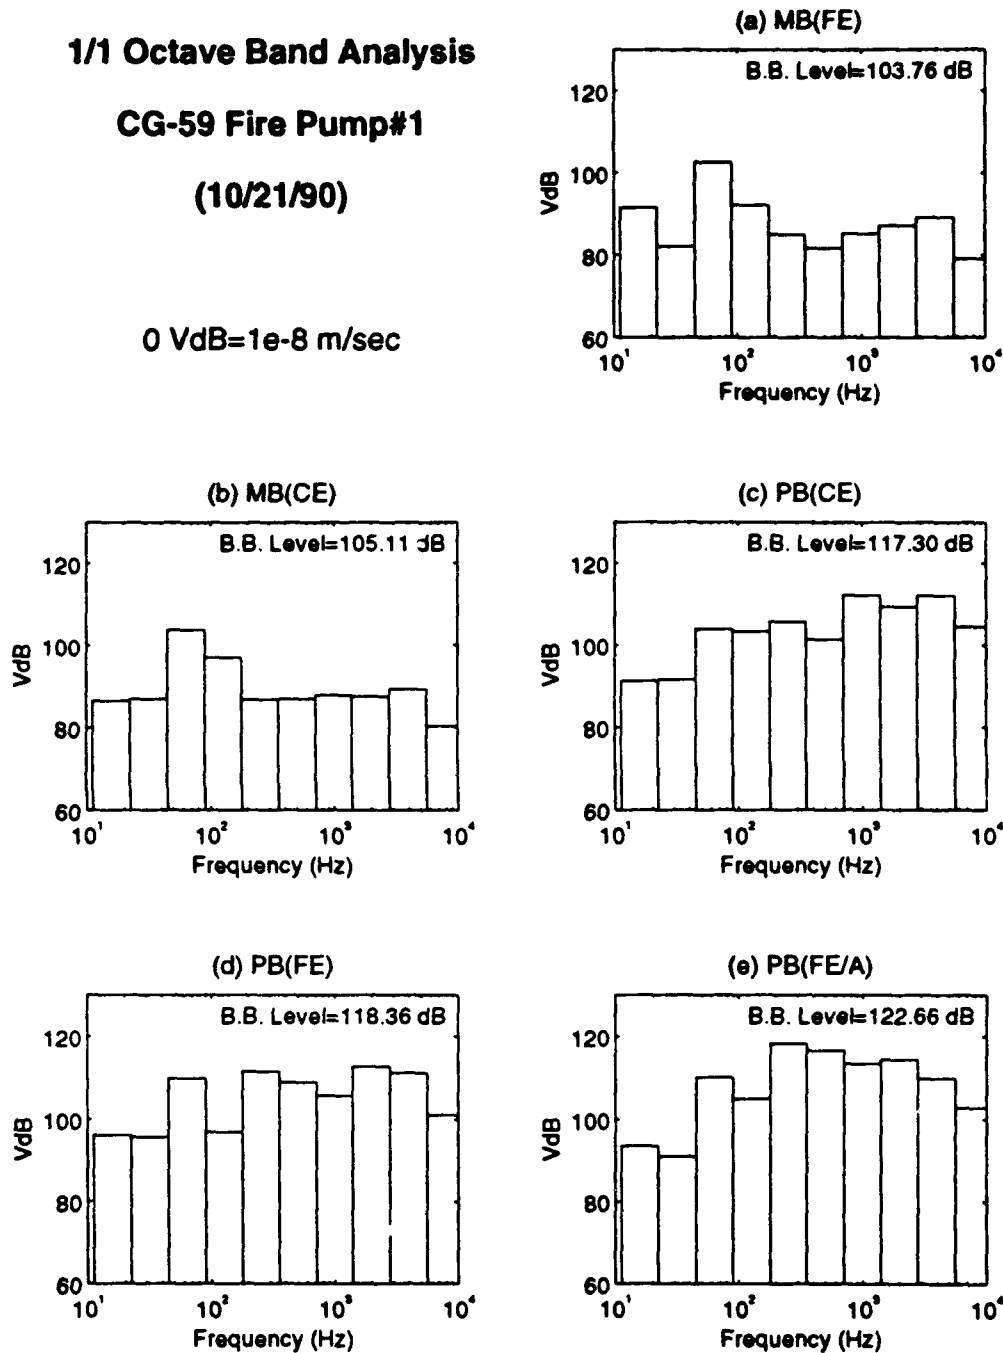 1/1 Octave Band Analysis
CG-59 Fire Pump#1
(10/21/90)
0 VdB=1e-8 m/sec
(a) MB(FE)
B.B. Level=103.76 dB
120
100
80
60
VdB
10¹ 10² 10³ 10⁴
Frequency (Hz)
(b) MB(CE)
B.B. Level=105.11 dB
120
100
80
60
VdB
10¹ 10² 10³ 10⁴
Frequency (Hz)
(c) PB(CE)
B.B. Level=117.30 dB
120
100
80
60
VdB
10¹ 10² 10³ 10⁴
Frequency (Hz)
(d) PB(FE)
B.B. Level=118.36 dB
120
100
80
60
VdB
10¹ 10² 10³ 10⁴
Frequency (Hz)
(e) PB(FE/A)
B.B. Level=122.66 dB
120
100
80
60
VdB
10¹ 10² 10³ 10⁴
Frequency (Hz)